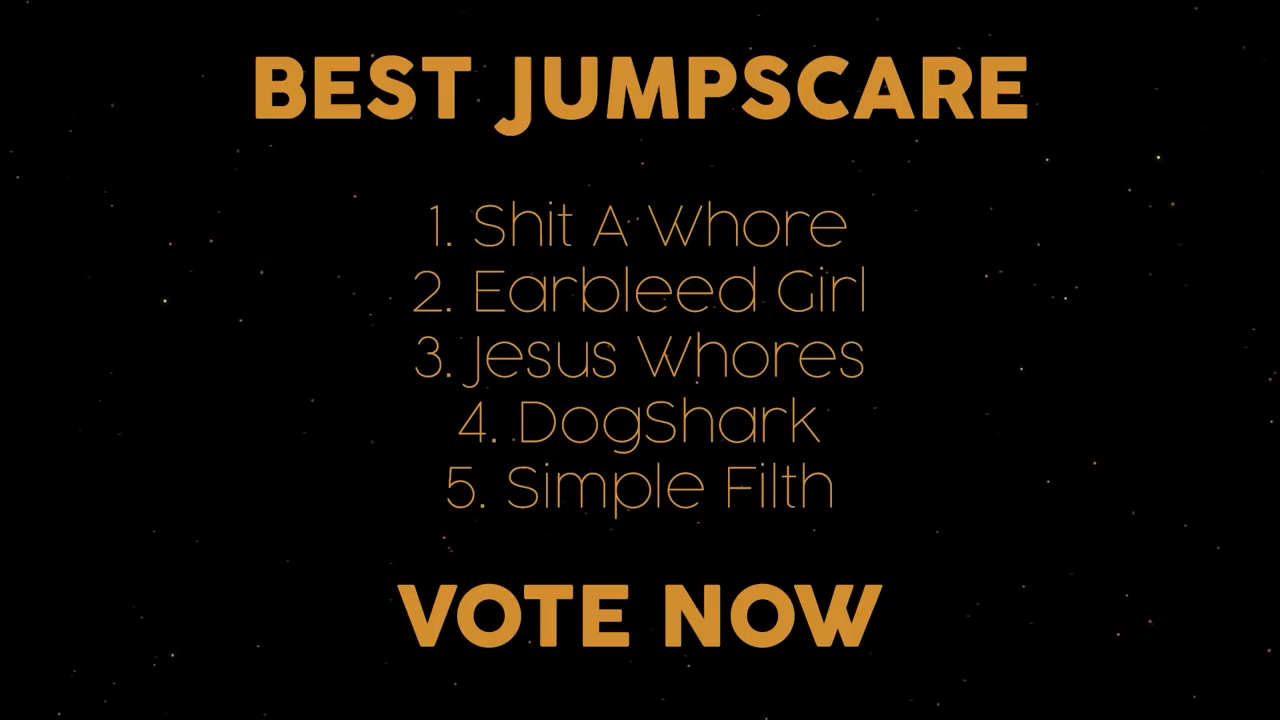 BEST JUMPSCARE
1. Shit A Whore
2. Earbleed Girl
3. Jesus Whores
4. DogShark
5. Simple Filth
VOTE NOW